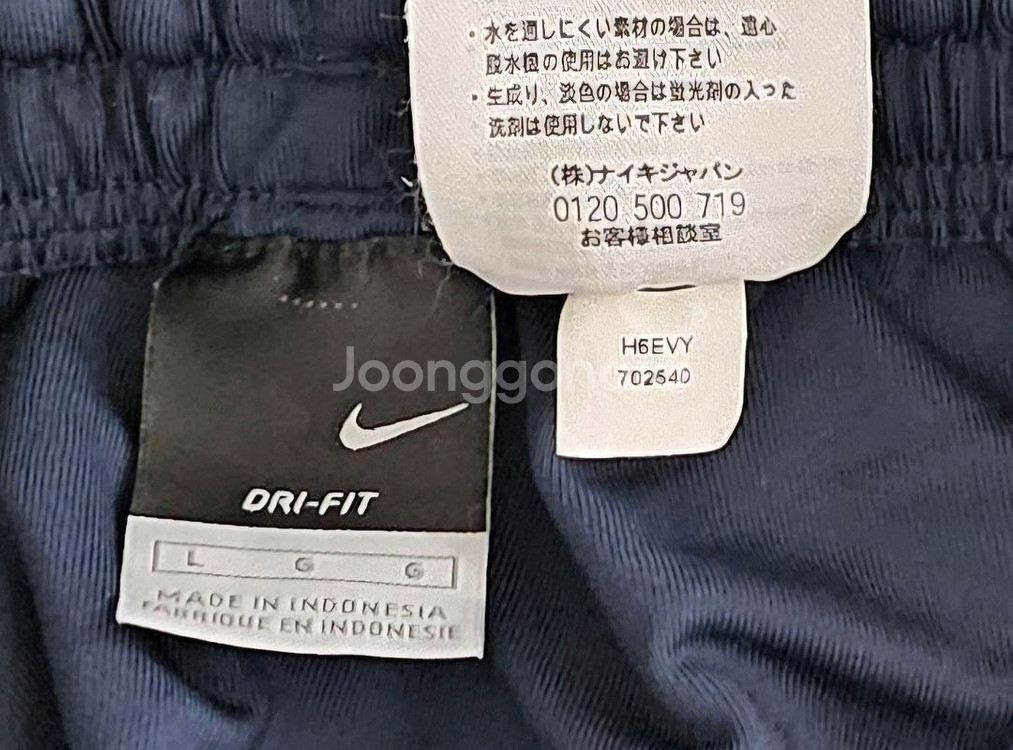 ・水を通しにくい素材の場合は、遠心
脱水機の使用はお避け下さい
・生成り、淡色の場合は蛍光剤の入った
洗剤は使用しないで下さい
(株)ナイキジャパン
0120 500 719
お客様相談室
H6EVY
702540
Joonggon
DRI-FIT
L G G
MADE IN INDONESIA
FABRIQUE EN INDONESIE